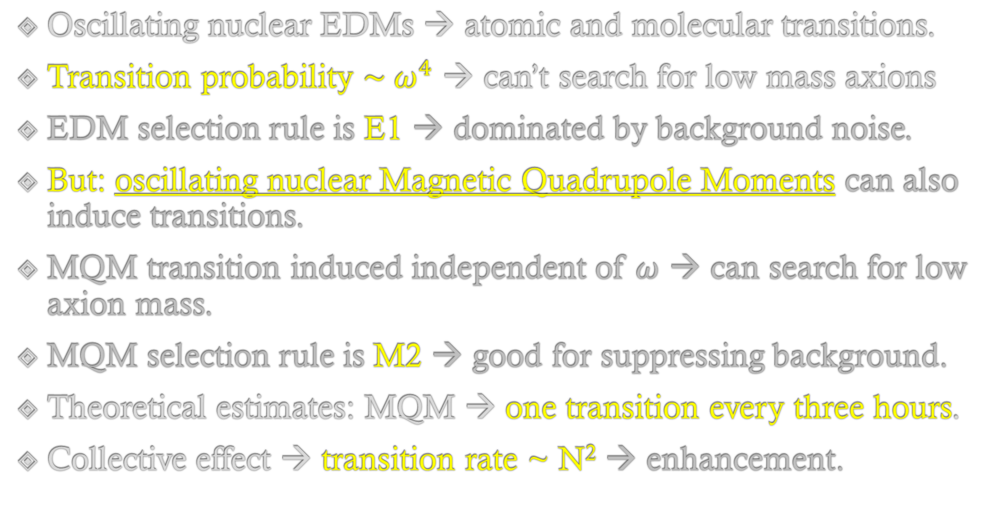 Oscillating nuclear EDMs → atomic and molecular transitions.
Transition probability ~ ω⁴ → can't search for low mass axions
EDM selection rule is E1 → dominated by background noise.
But: oscillating nuclear Magnetic Quadrupole Moments can also
induce transitions.
MQM transition induced independent of ω → can search for low
axion mass.
MQM selection rule is M2 → good for suppressing background.
Theoretical estimates: MQM → one transition every three hours.
Collective effect → transition rate ~ N² → enhancement.